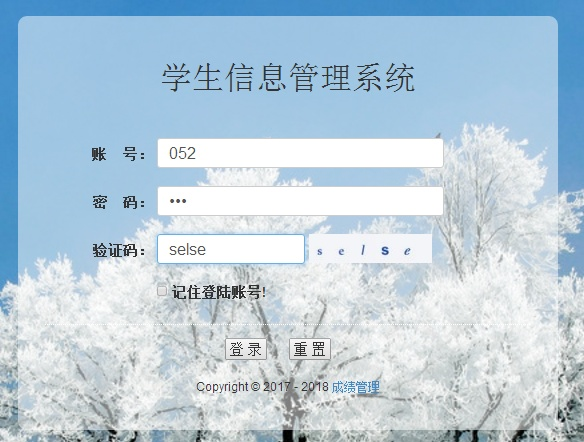 学生信息管理系统
账 号： 052
密 码： •••
验证码： selse s e l s e
记住登陆账号!
登 录 重 置
Copyright © 2017 - 2018 成绩管理